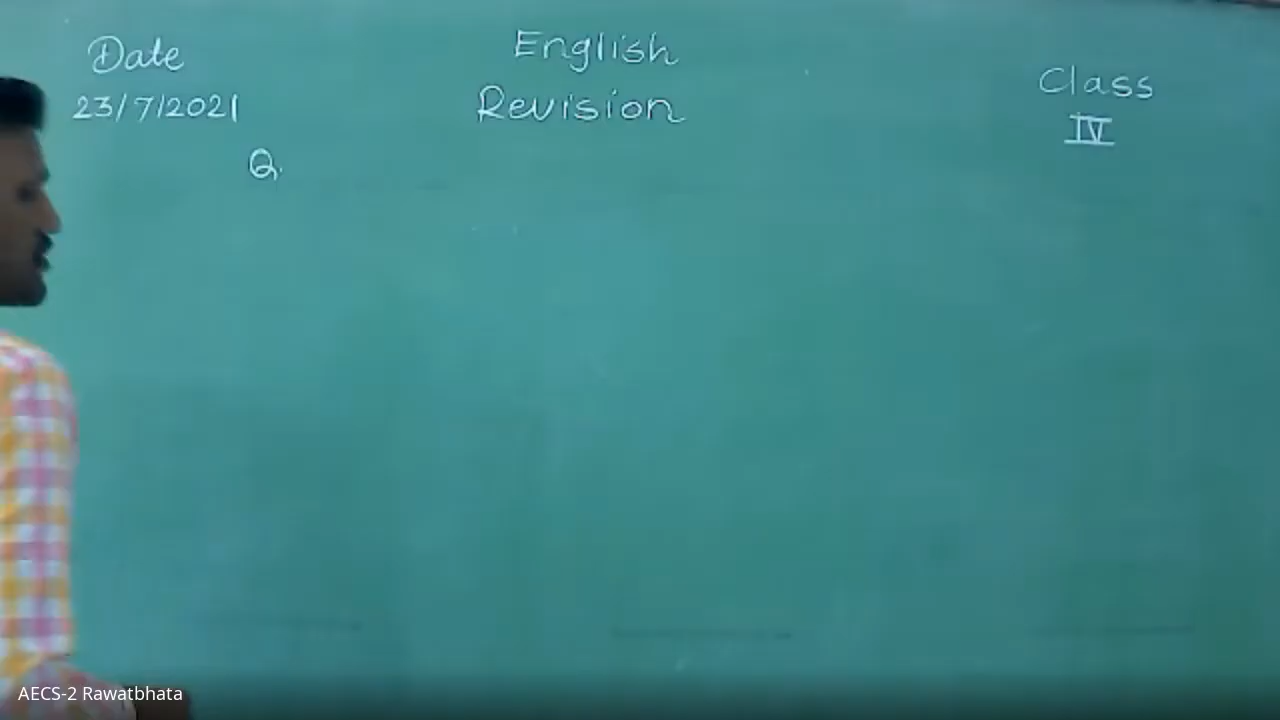 Date
23/7/2021
English
Revision
Class
IV
Q.
AECS-2 Rawatbhata